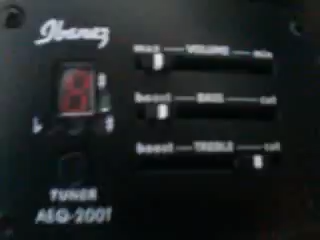 Ibanez
max VOLUME min
boost BASS cut
boost TREBLE cut
TUNER
AEQ-200T